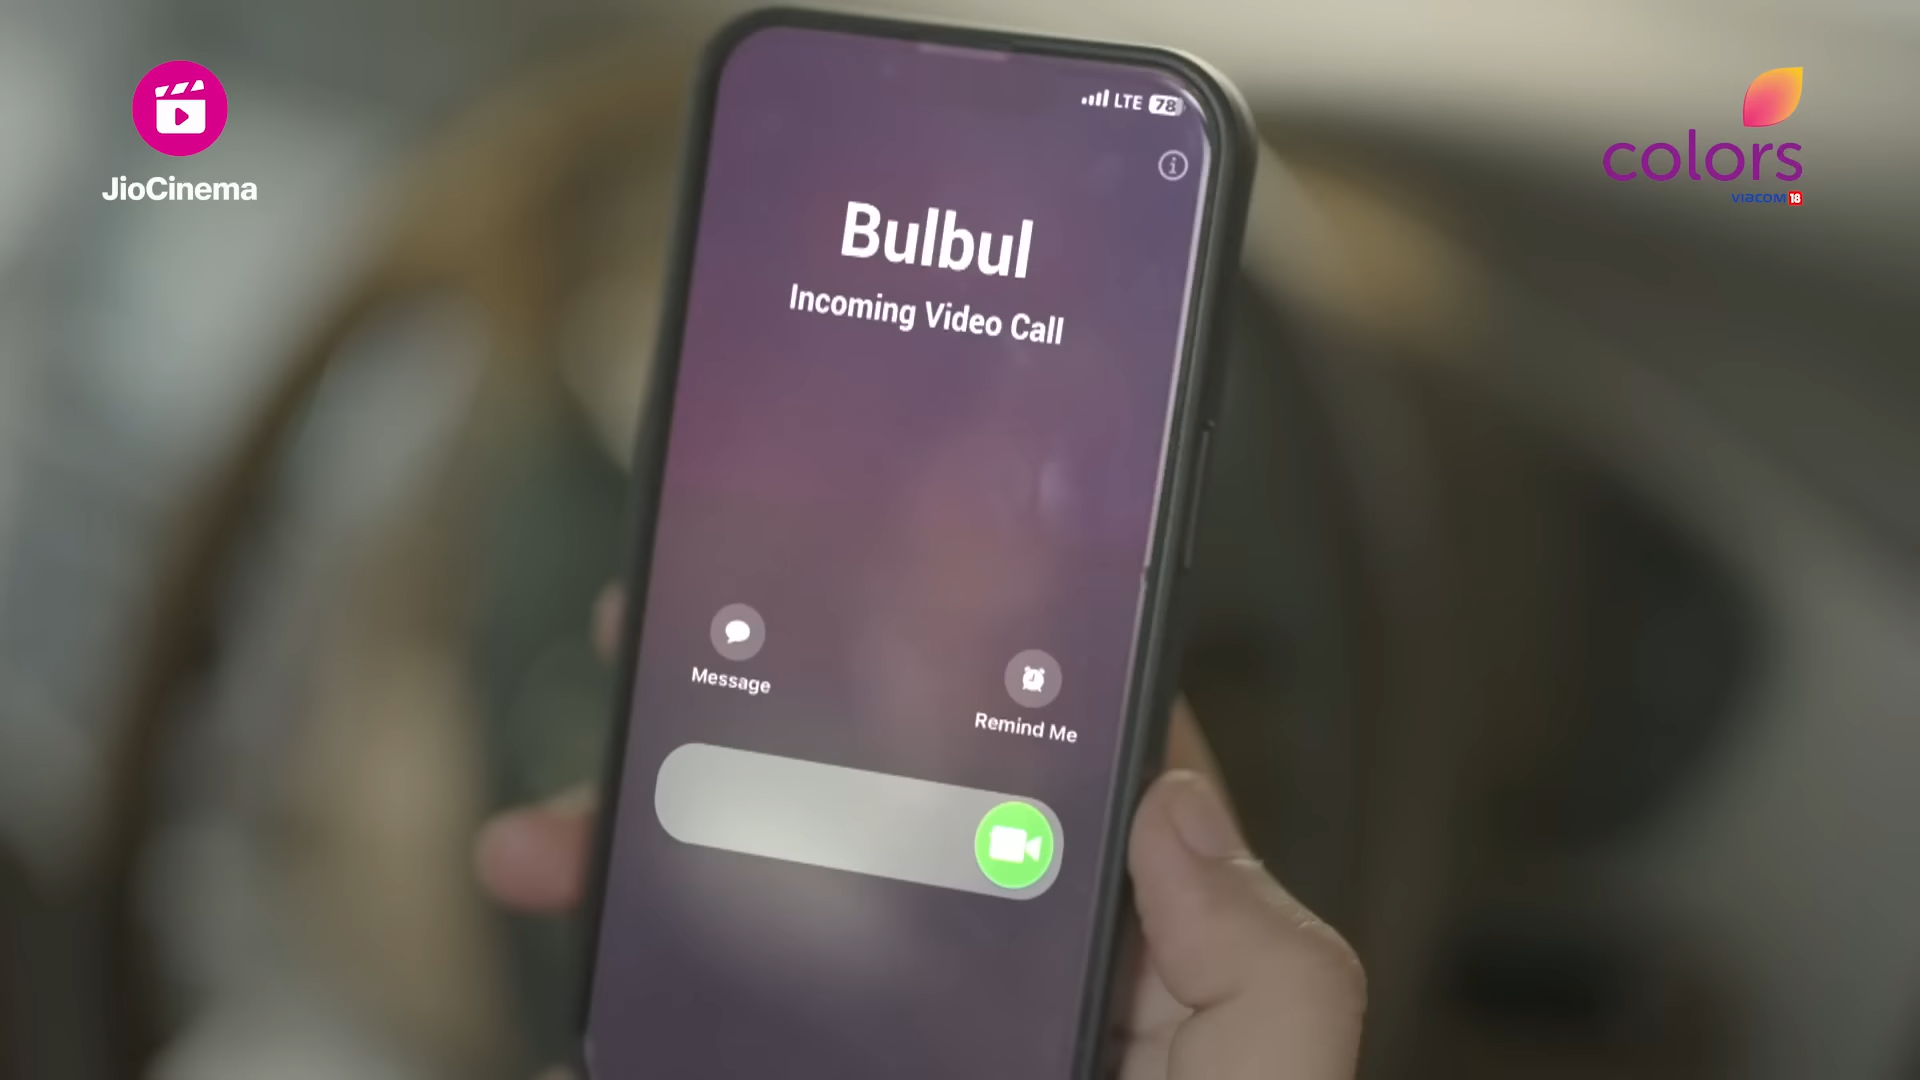 JioCinema
colors
VIACOM 18
LTE 78
Bulbul
Incoming Video Call
Message
Remind Me